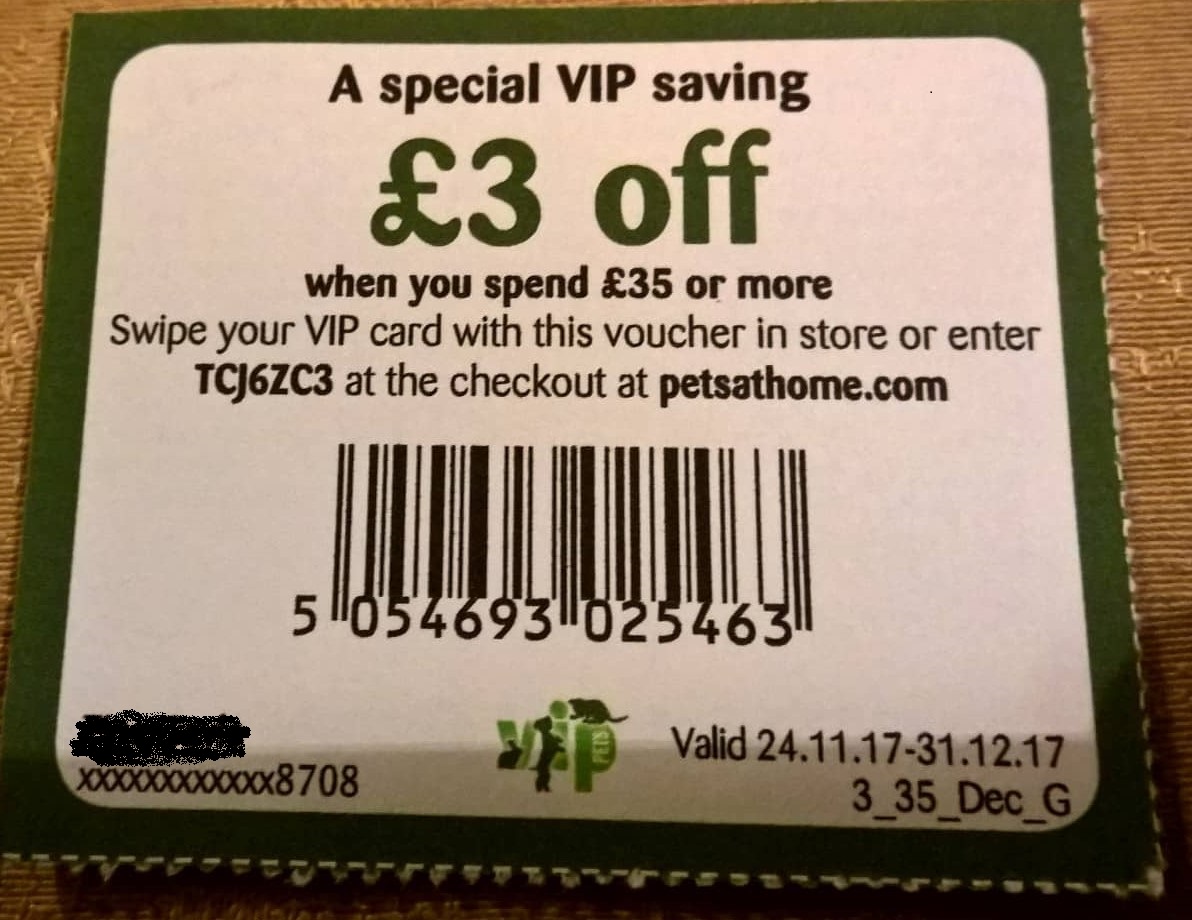 A special VIP saving
£3 off
when you spend £35 or more
Swipe your VIP card with this voucher in store or enter
TCJ6ZC3 at the checkout at petsathome.com
5 054693 025463
vip
PETS
Valid 24.11.17-31.12.17
xxxxxxxxxxxx8708
3_35_Dec_G